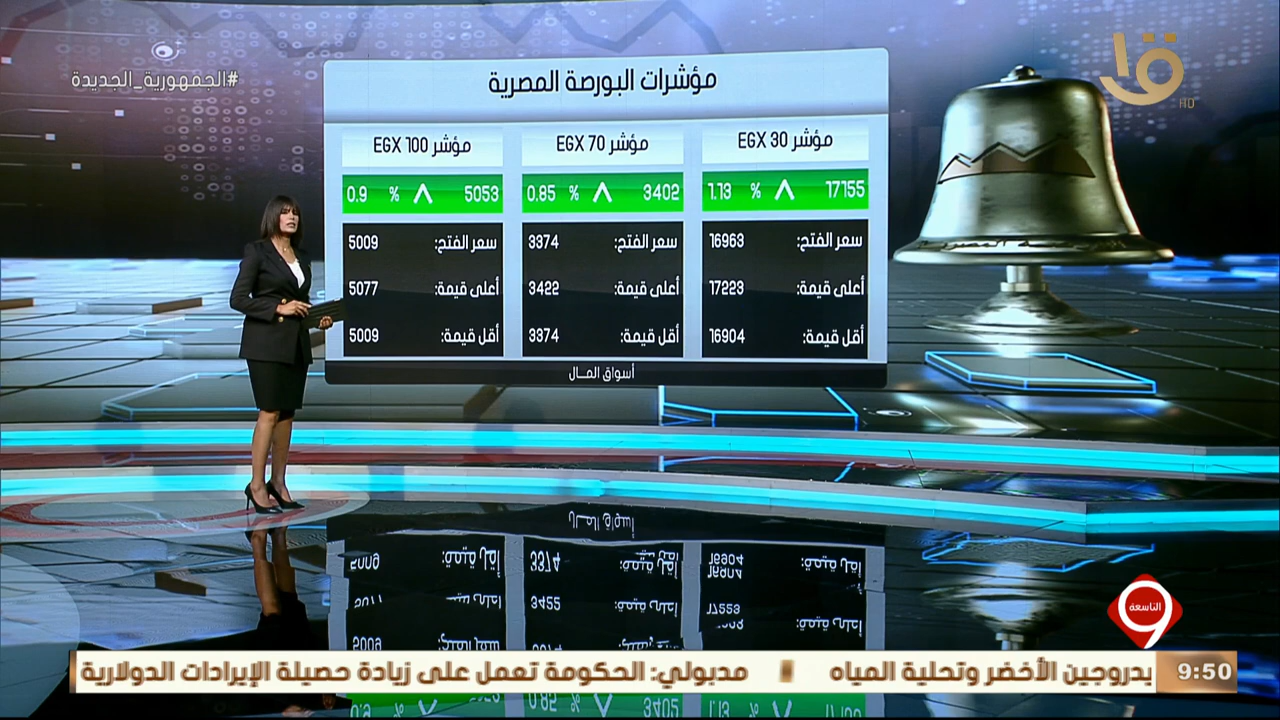 #الجمهورية_الجديدة
HD
مؤشرات البورصة المصرية
مؤشر EGX 30
17155 % 1.13
سعر الفتح: 16963
أعلى قيمة: 17223
أقل قيمة: 16904
مؤشر EGX 70
3402 % 0.85
سعر الفتح: 3374
أعلى قيمة: 3422
أقل قيمة: 3374
مؤشر EGX 100
5053 % 0.9
سعر الفتح: 5009
أعلى قيمة: 5077
أقل قيمة: 5009
أسواق المـــال
التاسعة
9
9:50
يدروجين الأخضر وتحلية المياه
مدبولي: الحكومة تعمل على زيادة حصيلة الإيرادات الدولارية